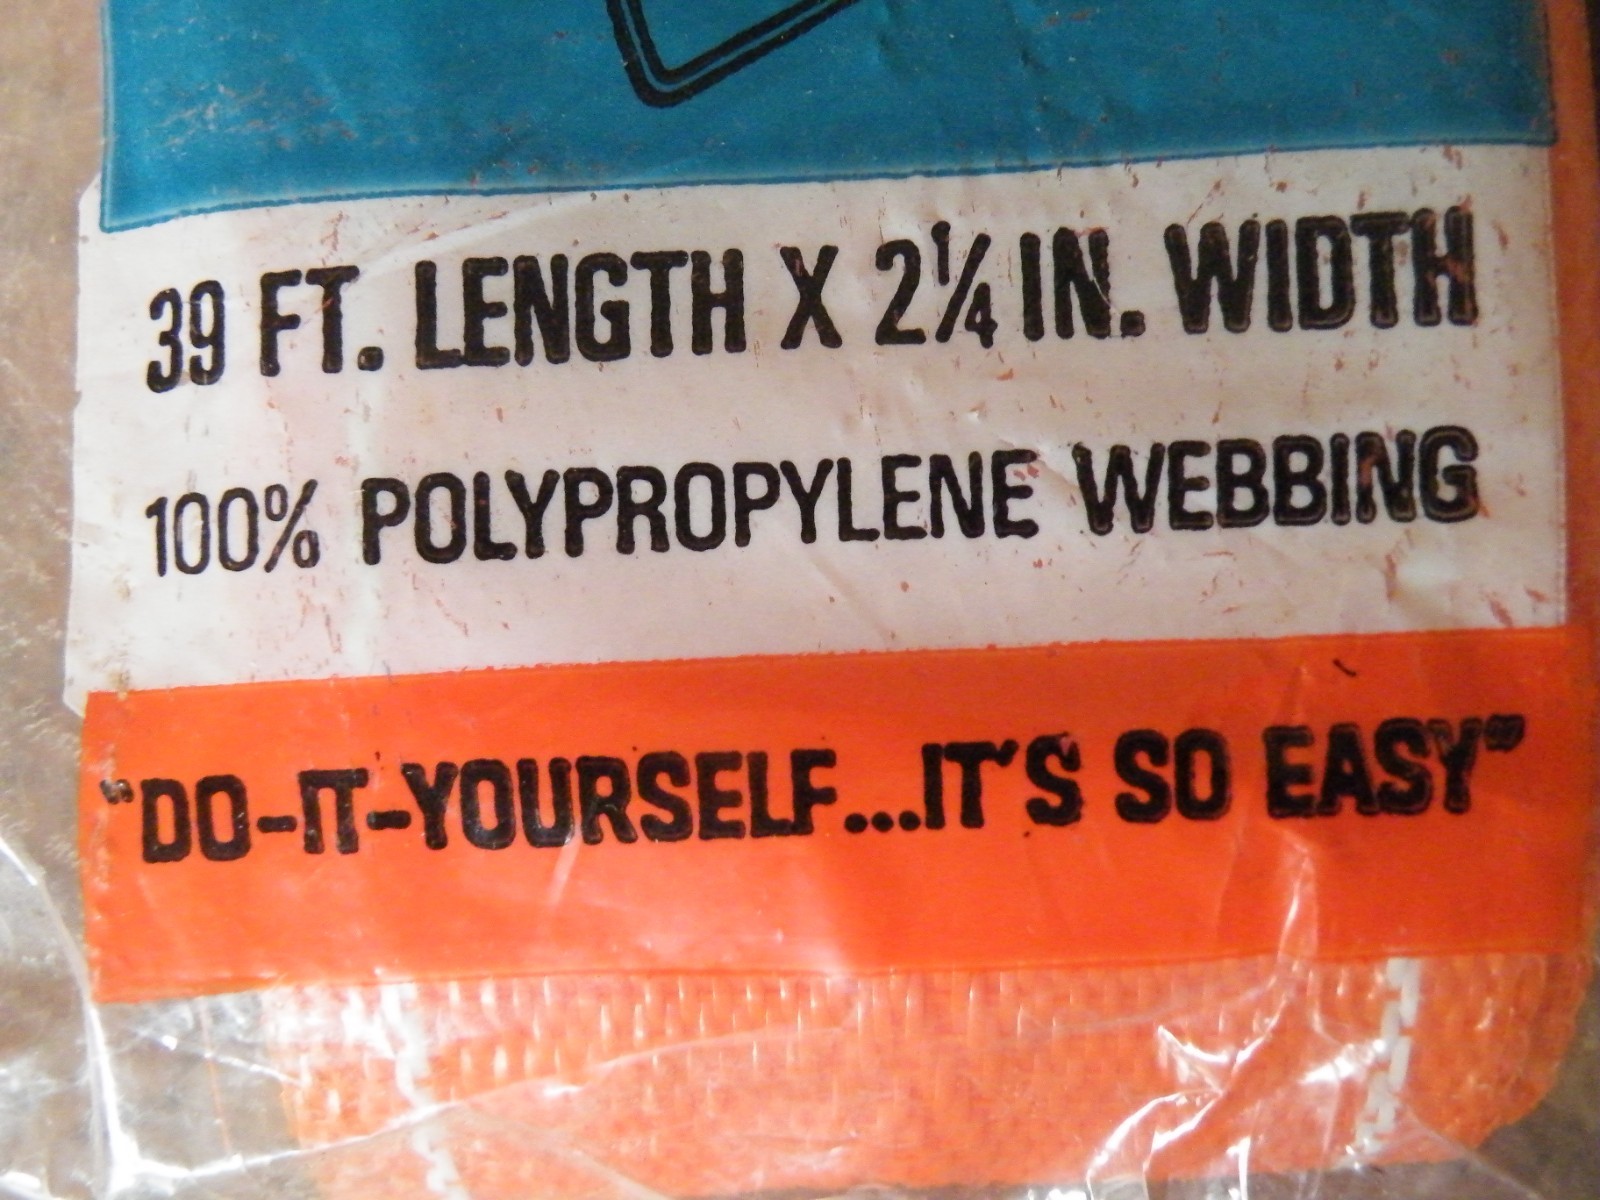 39 FT. LENGTH X 2¼ IN. WIDTH
100% POLYPROPYLENE WEBBING
"DO-IT-YOURSELF...IT'S SO EASY"